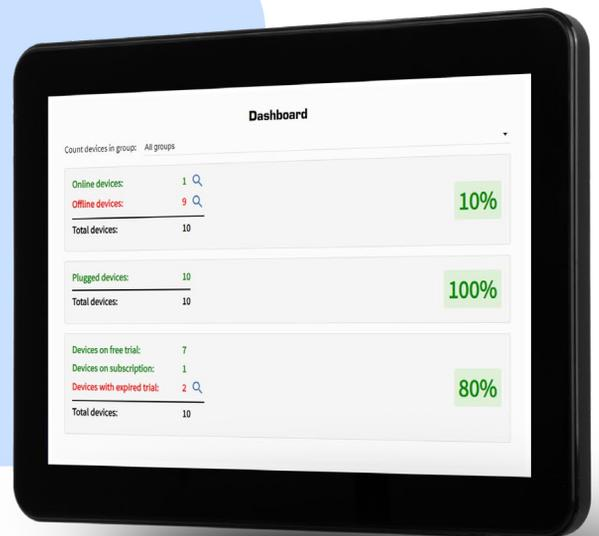 Dashboard
Count devices in group: All groups
Online devices: 1
Offline devices: 9
Total devices: 10
10%
Plugged devices: 10
Total devices: 10
100%
Devices on free trial: 7
Devices on subscription: 1
Devices with expired trial: 2
Total devices: 10
80%